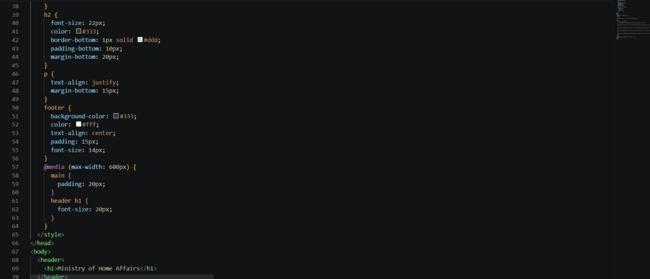 38 }
39 h2 {
40 font-size: 22px;
41 color: #333;
42 border-bottom: 1px solid #ddd;
43 padding-bottom: 10px;
44 margin-bottom: 20px;
45 }
46 p {
47 text-align: justify;
48 margin-bottom: 15px;
49 }
50 footer {
51 background-color: #333;
52 color: #fff;
53 text-align: center;
54 padding: 15px;
55 font-size: 14px;
56 }
57 @media (max-width: 600px) {
58 main {
59 padding: 20px;
60 }
61 header h1 {
62 font-size: 20px;
63 }
64 }
65 </style>
66 </head>
67 <body>
68 <header>
69 <h1>Ministry of Home Affairs</h1>
70 </header>